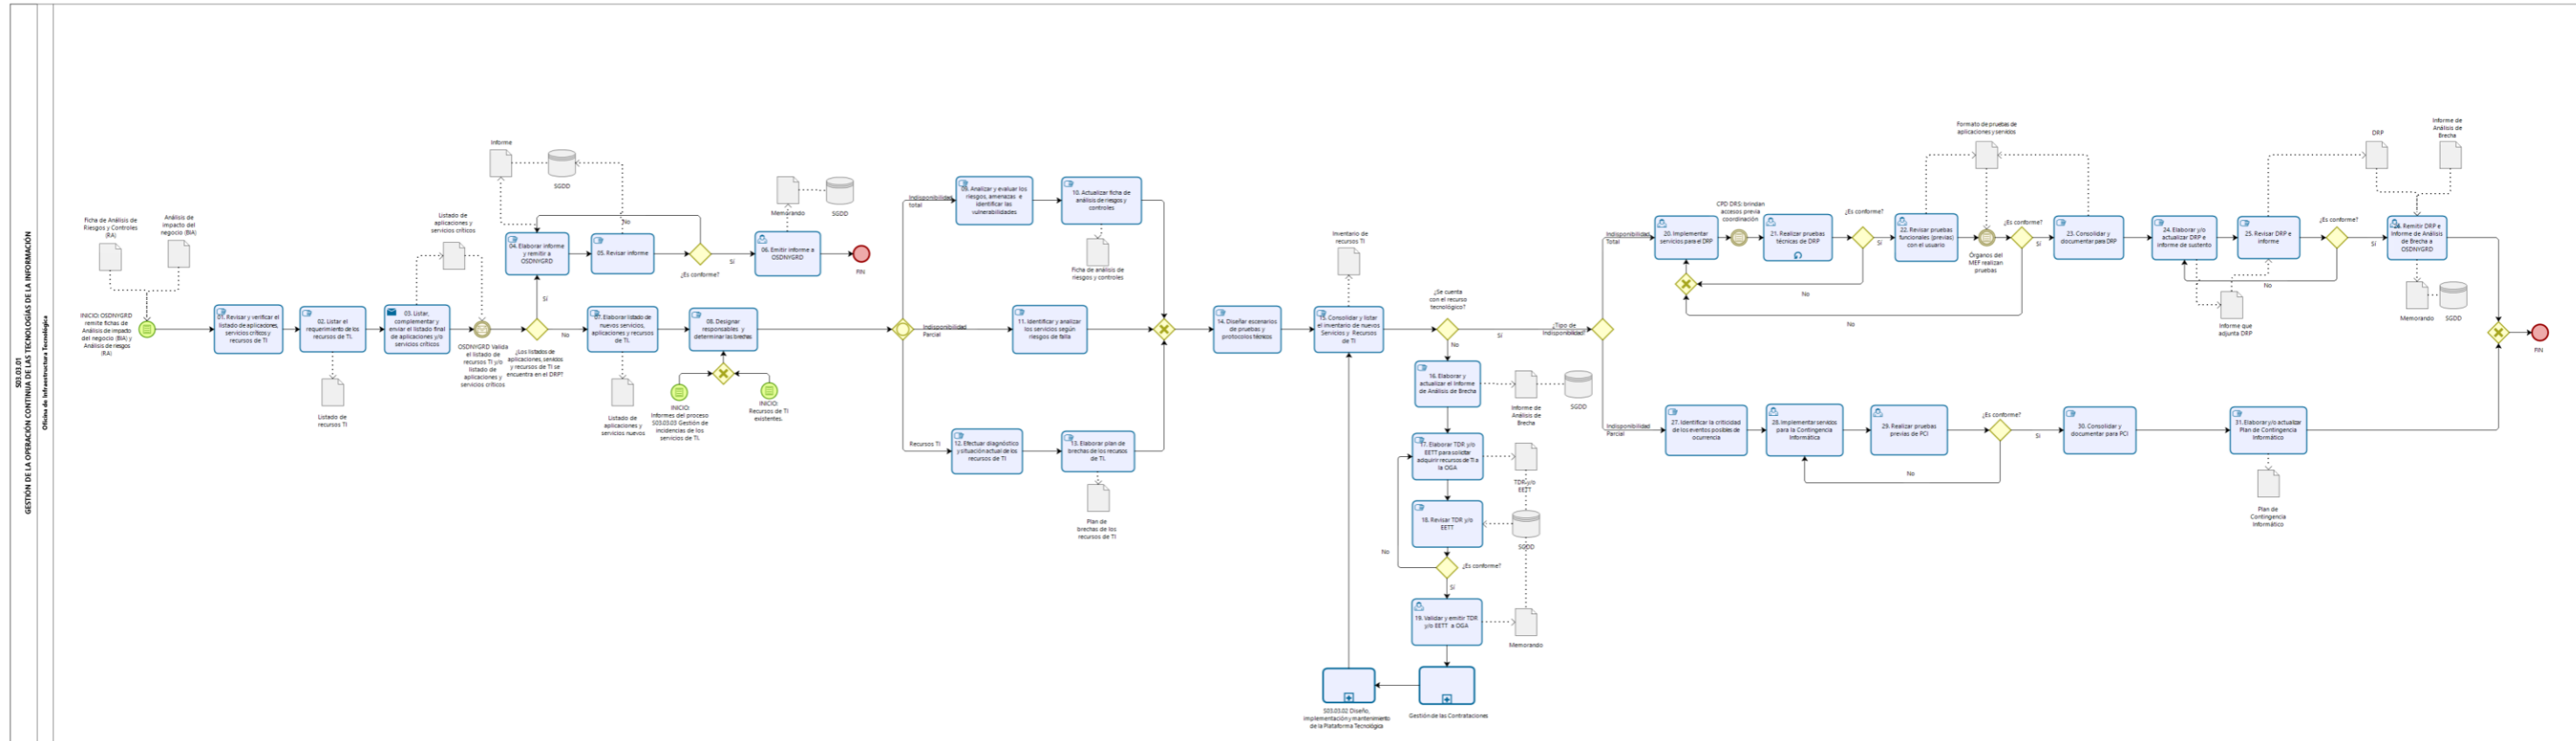 S03.03.01
GESTIÓN DE LA OPERACIÓN CONTINUA DE LAS TECNOLOGÍAS DE LA INFORMACIÓN
Oficina de Infraestructura Tecnológica
Ficha de Análisis de
Riesgos y Controles
(RA)
Análisis de
impacto del
negocio (BIA)
INICIO: OSDNYGRD
remite fichas de
Análisis de impacto
del negocio (BIA) y
Análisis de riesgos
(RA)
01. Revisar y verificar el
listado de aplicaciones,
servicios críticos y
recursos de TI
02. Listar el
requerimiento de los
recursos de TI.
Listado de
recursos TI
03. Listar,
complementar y
enviar el listado final
de aplicaciones y/o
servicios críticos
Listado de
aplicaciones y
servicios críticos
OSDNYGRD Valida
el listado de
recursos TI y/o
listado de
aplicaciones y
servicios críticos
¿Los listados de
aplicaciones, servicios
y recursos de TI se
encuentra en el DRP?
Sí
No
Informe
SGDD
04. Elaborar informe
y remitir a
OSDNYGRD
05. Revisar informe
No
¿Es conforme?
Sí
Memorando
SGDD
06. Emitir informe a
OSDNYGRD
FIN
07. Elaborar listado de
nuevos servicios,
aplicaciones y recursos
de TI.
Listado de
aplicaciones y
servicios nuevos
08. Designar
responsables y
determinar las brechas
INICIO:
Informes del proceso
S03.03.03 Gestión de
incidencias de los
servicios de TI.
INICIO:
Recursos de TI
existentes.
Indisponibilidad
total
09. Analizar y evaluar los
riesgos, amenazas e
identificar las
vulnerabilidades
10. Actualizar ficha de
análisis de riesgos y
controles
Ficha de análisis de
riesgos y controles
Indisponibilidad
Parcial
11. Identificar y analizar
los servicios según
riesgos de falla
Recursos TI
12. Efectuar diagnóstico
y situación actual de los
recursos de TI
13. Elaborar plan de
brechas de los recursos
de TI.
Plan de
brechas de los
recursos de TI
14. Diseñar escenarios
de pruebas y
protocolos técnicos
Inventario de
recursos TI
15. Consolidar y listar
el inventario de nuevos
Servicio y Recursos
de TI
¿Se cuenta
con el recurso
tecnológico?
Sí
No
16. Elaborar y
actualizar el Informe
de Análisis de Brecha
Informe de
Análisis de
Brecha
SGDD
17. Elaborar TDR y/o
EETT para solicitar
adquirir recursos de TI a
la OGA
TDR y/o
EETT
18. Revisar TDR y/o
EETT
SGDD
No
¿Es conforme?
Sí
19. Validar y emitir TDR
y/o EETT a OGA
Memorando
S03.03.02 Diseño,
implementación y mantenimiento
de la Plataforma Tecnológica
Gestión de las Contrataciones
¿Tipo de
Indisponibilidad?
Indisponibilidad
Total
20. Implementar
servicios para el DRP
CPD DRS: brindan
accesos previa
coordinación
21. Realizar pruebas
técnicas de DRP
¿Es conforme?
Sí
No
22. Revisar pruebas
funcionales (previas)
con el usuario
Formato de pruebas de
aplicaciones y servicios
Órganos del
MEF realizan
pruebas
¿Es conforme?
Sí
No
23. Consolidar y
documentar para DRP
24. Elaborar y/o
actualizar DRP e
informe de sustento
25. Revisar DRP e
informe
Informe que
adjunta DRP
¿Es conforme?
Sí
No
DRP
Informe de
Análisis de
Brecha
26. Remitir DRP e
Informe de Análisis
de Brecha a
OSDNYGRD
Memorando
SGDD
FIN
Indisponibilidad
Parcial
27. Identificar la criticidad
de los eventos posibles de
ocurrencia
28. Implementar servicios
para la Contingencia
Informática
29. Realizar pruebas
previas de PCI
¿Es conforme?
Sí
No
30. Consolidar y
documentar para PCI
31. Elaborar y/o actualizar
Plan de Contingencia
Informático
Plan de
Contingencia
Informático